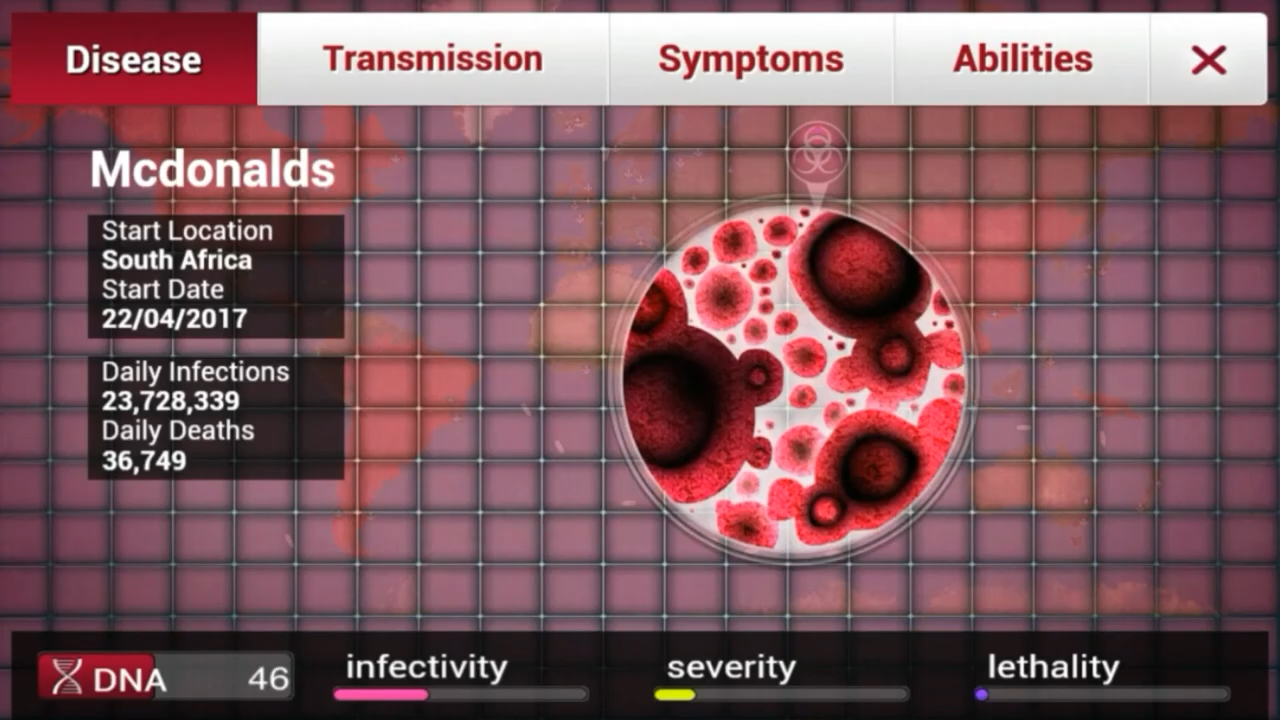 Disease
Transmission
Symptoms
Abilities
Mcdonalds
Start Location
South Africa
Start Date
22/04/2017
Daily Infections
23,728,339
Daily Deaths
36,749
DNA 46
infectivity
severity
lethality